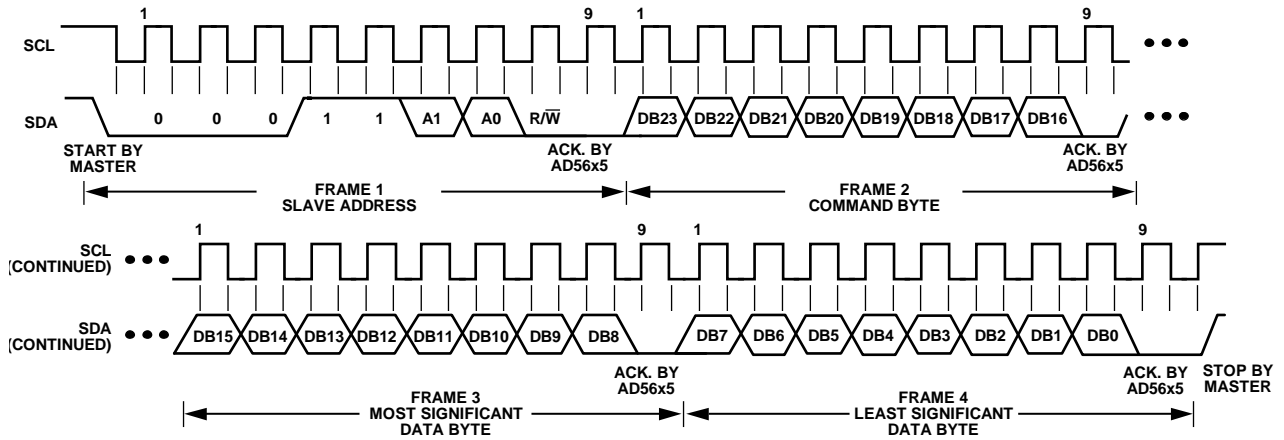 1 9 1 9
SCL
SDA
0 0 0 1 1 A1 A0 R/W̅ DB23 DB22 DB21 DB20 DB19 DB18 DB17 DB16
START BY
MASTER
ACK. BY
AD56x5
ACK. BY
AD56x5
FRAME 1
SLAVE ADDRESS
FRAME 2
COMMAND BYTE
1 9 1 9
SCL
(CONTINUED)
SDA
(CONTINUED)
DB15 DB14 DB13 DB12 DB11 DB10 DB9 DB8 DB7 DB6 DB5 DB4 DB3 DB2 DB1 DB0
ACK. BY
AD56x5
ACK. BY
AD56x5
STOP BY
MASTER
FRAME 3
MOST SIGNIFICANT
DATA BYTE
FRAME 4
LEAST SIGNIFICANT
DATA BYTE